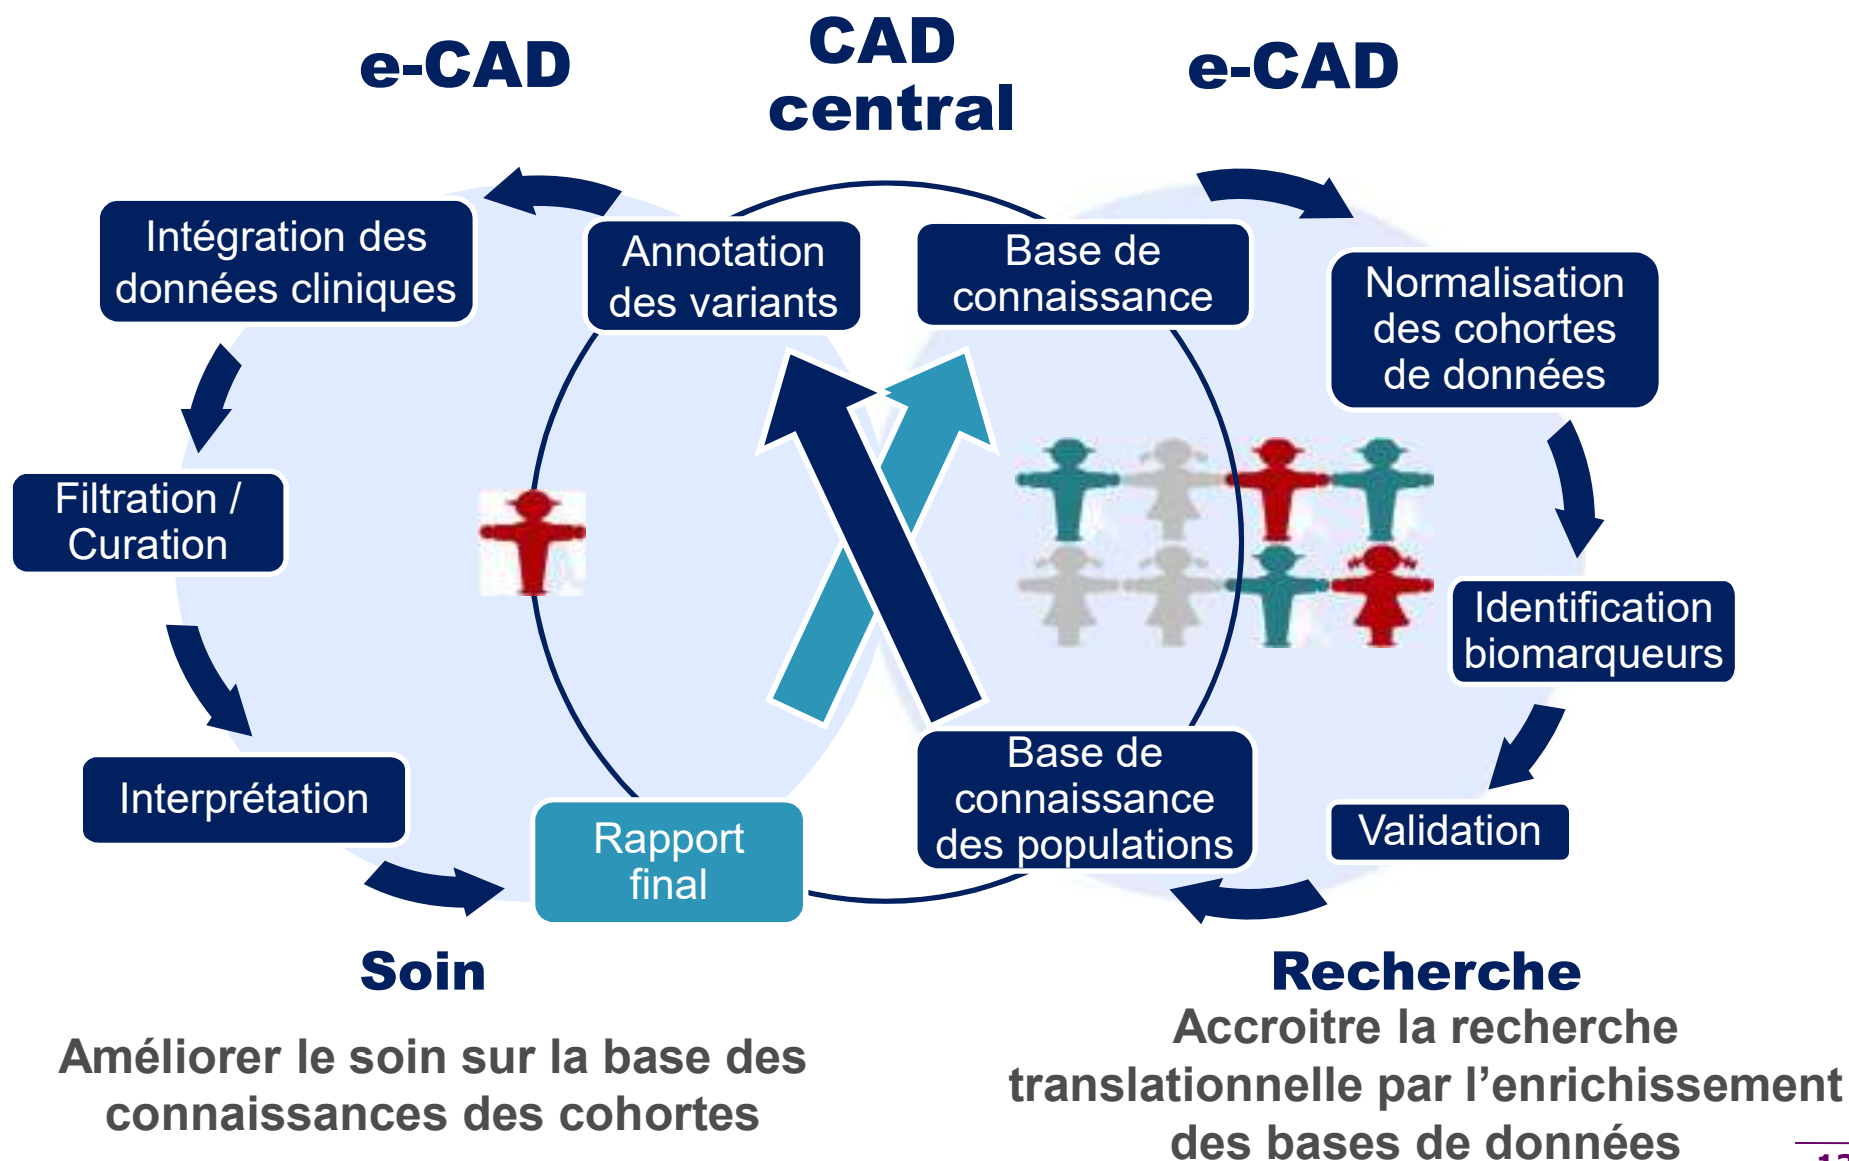 e-CAD
CAD
central
e-CAD
Intégration des
données cliniques
Annotation
des variants
Base de
connaissance
Normalisation
des cohortes
de données
Filtration /
Curation
Identification
biomarqueurs
Interprétation
Rapport
final
Base de
connaissance
des populations
Validation
Soin
Améliorer le soin sur la base des
connaissances des cohortes
Recherche
Accroitre la recherche
translationnelle par l’enrichissement
des bases de données